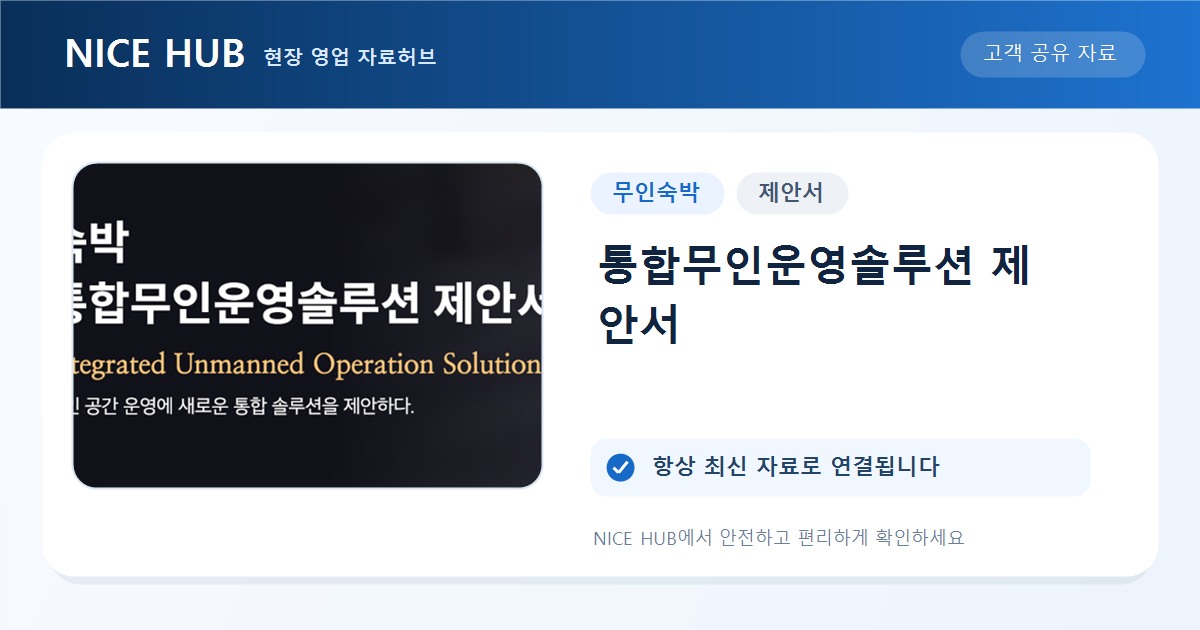 NICE HUB 현장 영업 자료허브
고객 공유 자료
숙박
통합무인운영솔루션 제안서
tegrated Unmanned Operation Solution
공간 운영에 새로운 통합 솔루션을 제안하다.
무인숙박 제안서
통합무인운영솔루션 제
안서
항상 최신 자료로 연결됩니다
NICE HUB에서 안전하고 편리하게 확인하세요